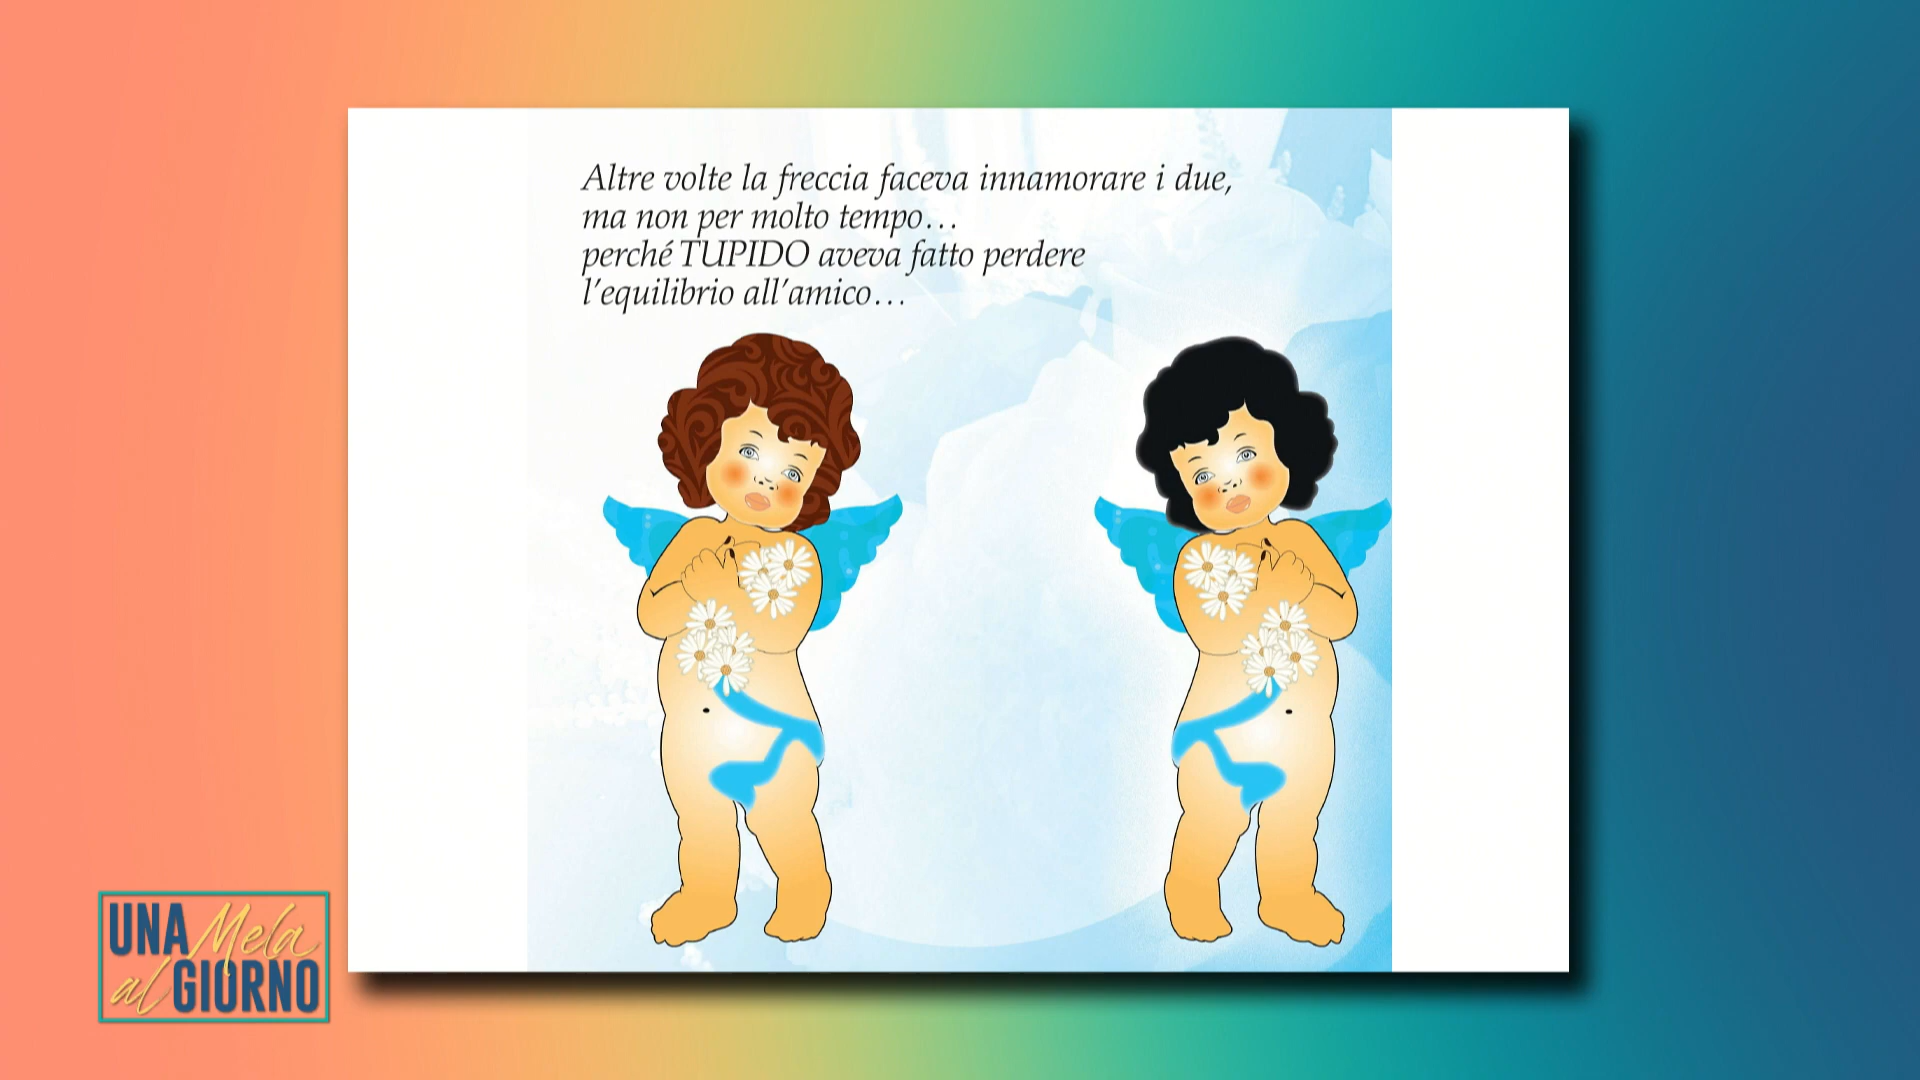 Altre volte la freccia faceva innamorare i due,
ma non per molto tempo…
perché TUPIDO aveva fatto perdere
l’equilibrio all’amico…
UNA Mela
al GIORNO